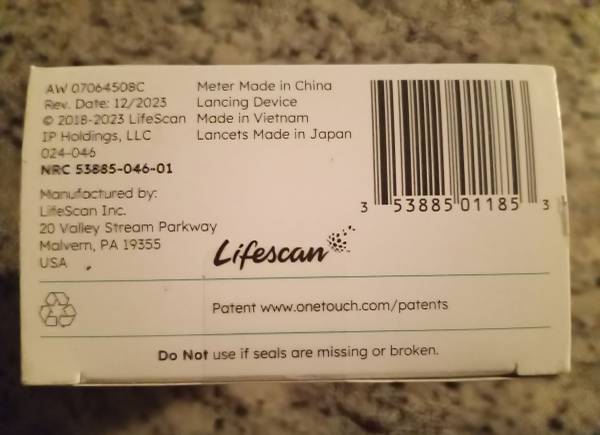 AW 07064508C
Rev. Date: 12/2023
© 2018-2023 LifeScan
IP Holdings, LLC
024-046
NRC 53885-046-01
Manufactured by:
LifeScan Inc.
20 Valley Stream Parkway
Malvern, PA 19355
USA
Meter Made in China
Lancing Device
Made in Vietnam
Lancets Made in Japan
3 53885 01185 3
Lifescan
Patent www.onetouch.com/patents
Do Not use if seals are missing or broken.